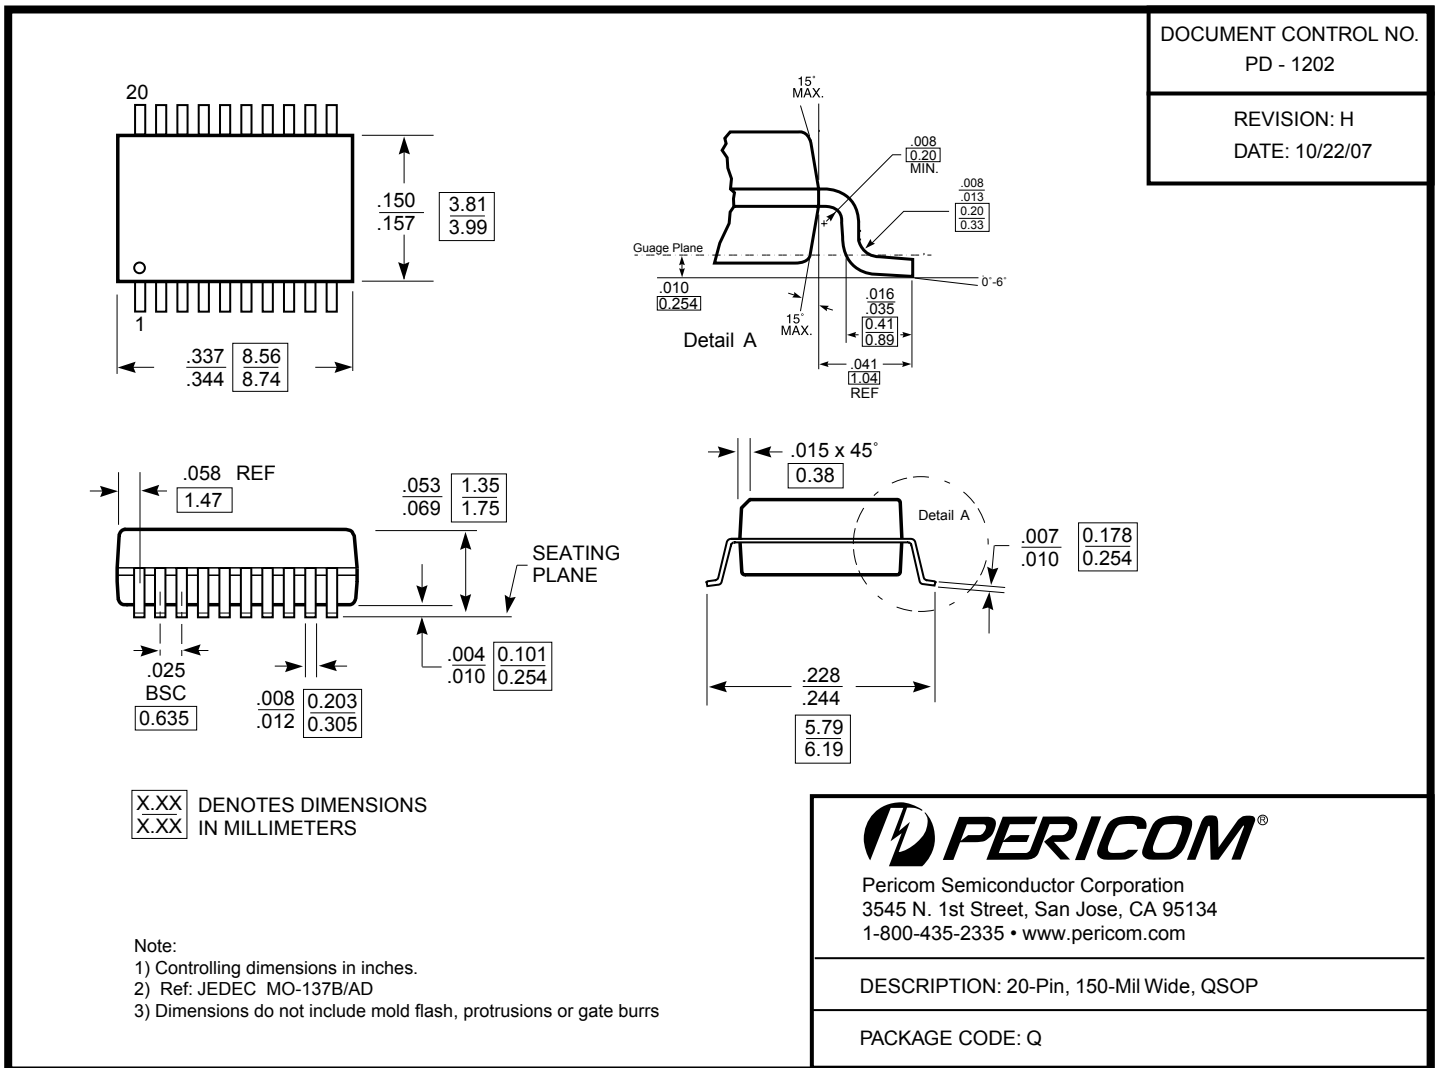 DOCUMENT CONTROL NO.
PD - 1202
REVISION: H
DATE: 10/22/07
20
1
.150
.157
3.81
3.99
.337
.344
8.56
8.74
15°
MAX.
.008
0.20
MIN.
.008
.013
0.20
0.33
Guage Plane
.010
0.254
0°-6°
15°
MAX.
.016
.035
0.41
0.89
.041
1.04
REF
Detail A
.058 REF
1.47
.053
.069
1.35
1.75
SEATING
PLANE
.004
.010
0.101
0.254
.025
BSC
0.635
.008
.012
0.203
0.305
.015 x 45°
0.38
Detail A
.007
.010
0.178
0.254
.228
.244
5.79
6.19
X.XX
X.XX
DENOTES DIMENSIONS
IN MILLIMETERS
Note:
1) Controlling dimensions in inches.
2) Ref: JEDEC MO-137B/AD
3) Dimensions do not include mold flash, protrusions or gate burrs
PERICOM®
Pericom Semiconductor Corporation
3545 N. 1st Street, San Jose, CA 95134
1-800-435-2335 • www.pericom.com
DESCRIPTION: 20-Pin, 150-Mil Wide, QSOP
PACKAGE CODE: Q